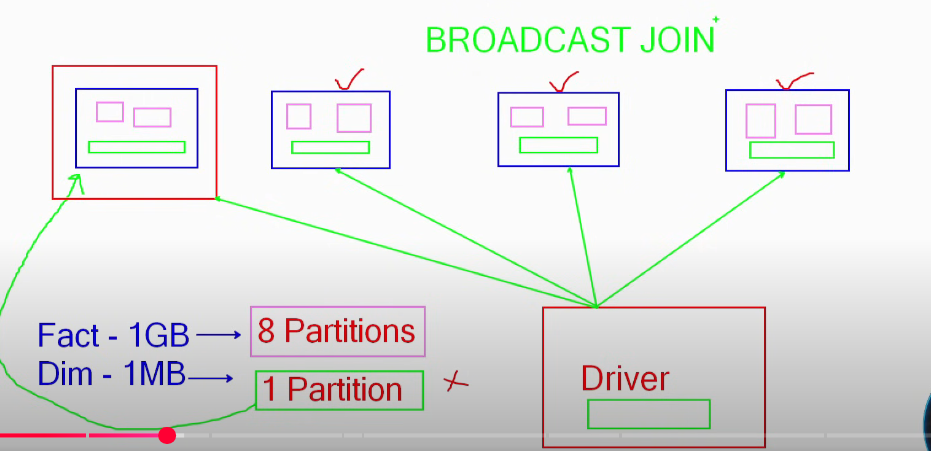 BROADCAST JOIN
Fact - 1GB 8 Partitions
Dim - 1MB 1 Partition
Driver